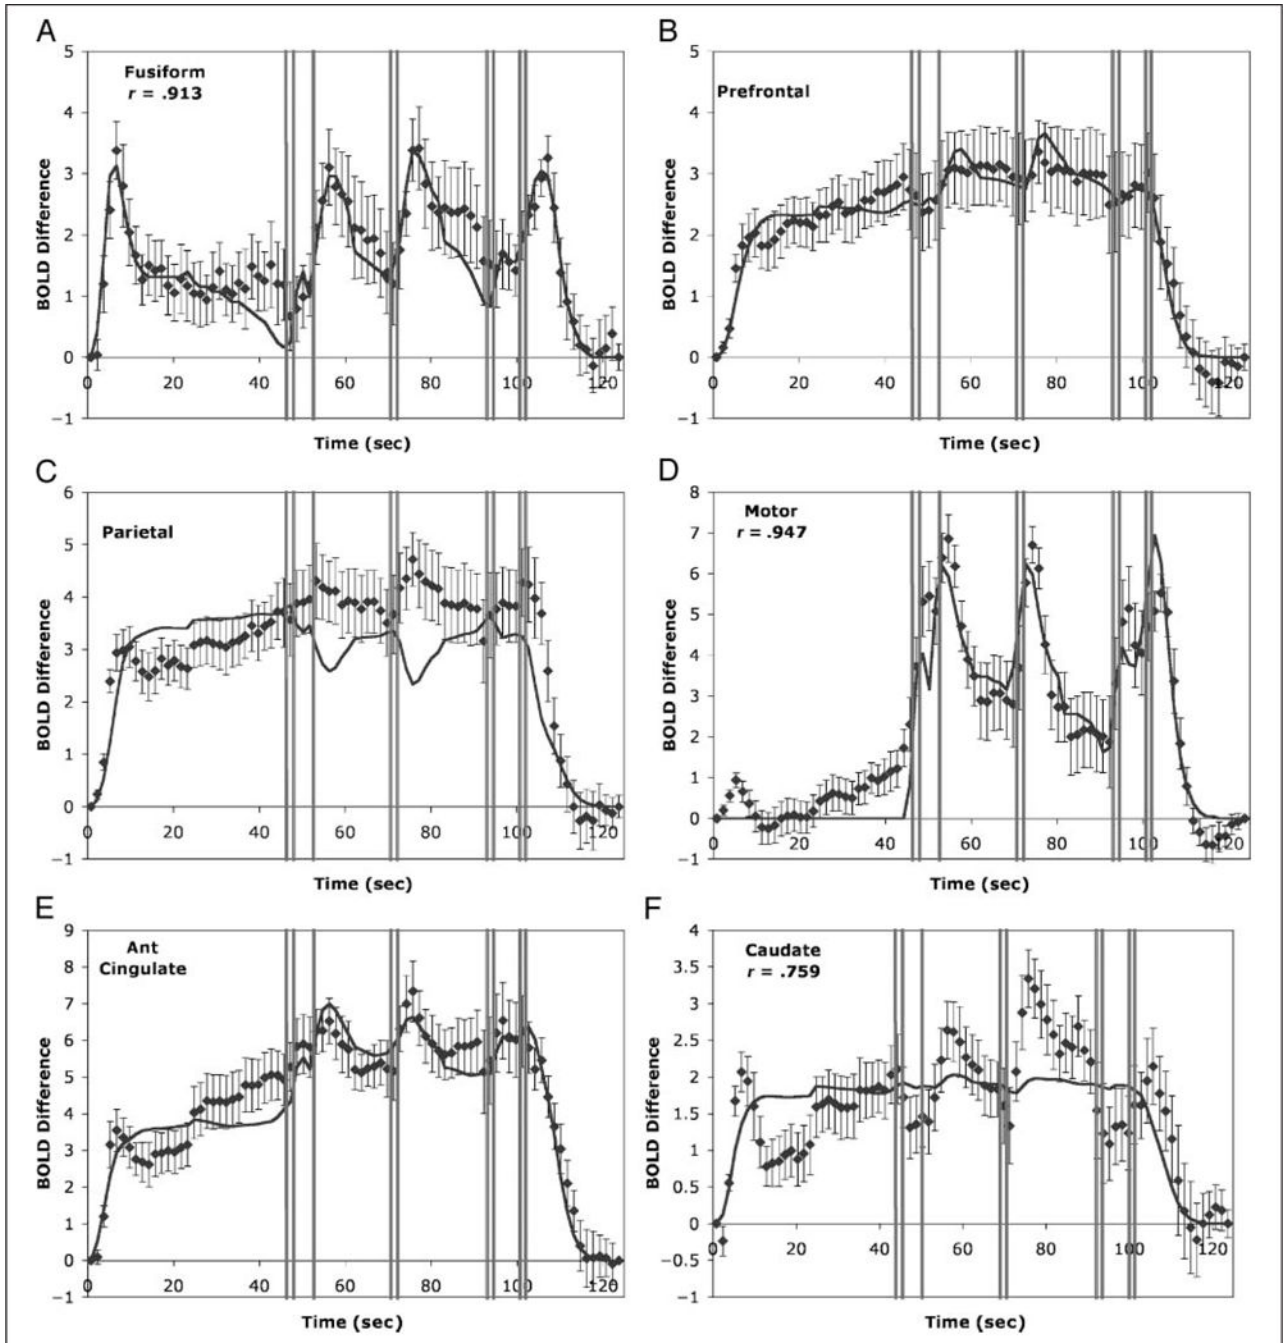 A
Fusiform
r = .913
BOLD Difference
5
4
3
2
1
0
−1
0 20 40 60 80 100 120
Time (sec)
B
Prefrontal
BOLD Difference
5
4
3
2
1
0
−1
0 20 40 60 80 100 120
Time (sec)
C
Parietal
BOLD Difference
6
5
4
3
2
1
0
−1
0 20 40 60 80 100 120
Time (sec)
D
Motor
r = .947
BOLD Difference
8
7
6
5
4
3
2
1
0
−1
0 20 40 60 80 100 120
Time (sec)
E
Ant
Cingulate
BOLD Difference
9
8
7
6
5
4
3
2
1
0
−1
0 20 40 60 80 100 120
Time (sec)
F
Caudate
r = .759
BOLD Difference
4
3.5
3
2.5
2
1.5
1
0.5
0
−0.5
−1
0 20 40 60 80 100 120
Time (sec)